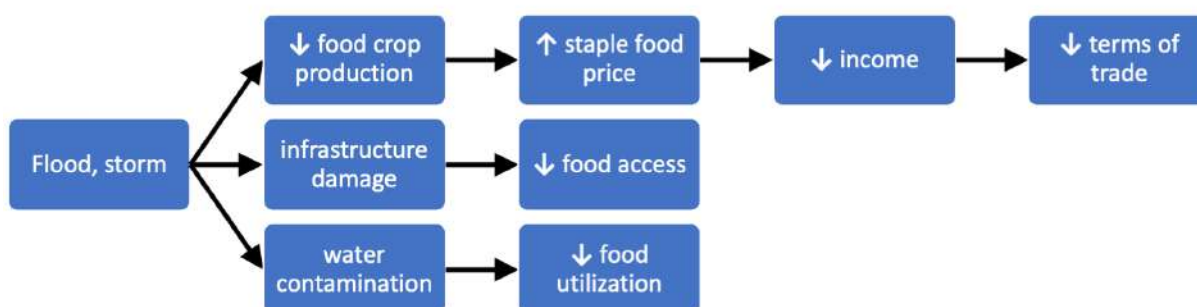 ↓ food crop
production
↑ staple food
price
↓ income
↓ terms of
trade
Flood, storm
infrastructure
damage
↓ food access
water
contamination
↓ food
utilization